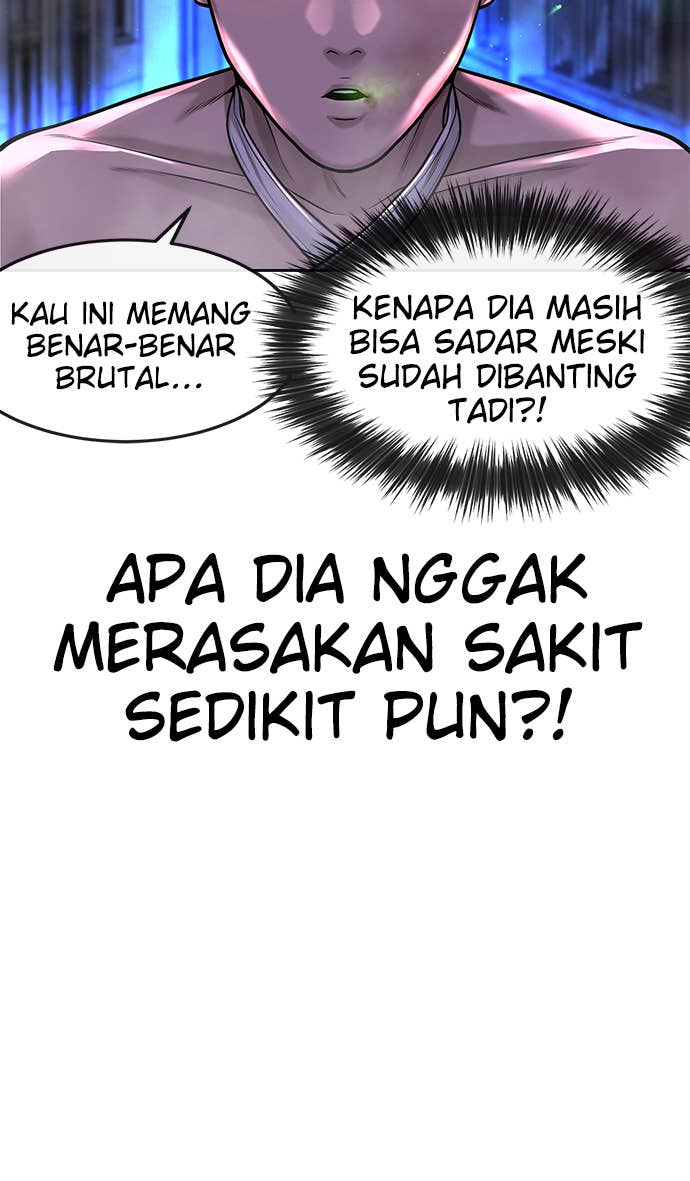 KAU INI MEMANG
BENAR-BENAR
BRUTAL...
KENAPA DIA MASIH
BISA SADAR MESKI
SUDAH DIBANTING
TADI?!
APA DIA NGGAK
MERASAKAN SAKIT
SEDIKIT PUN?!